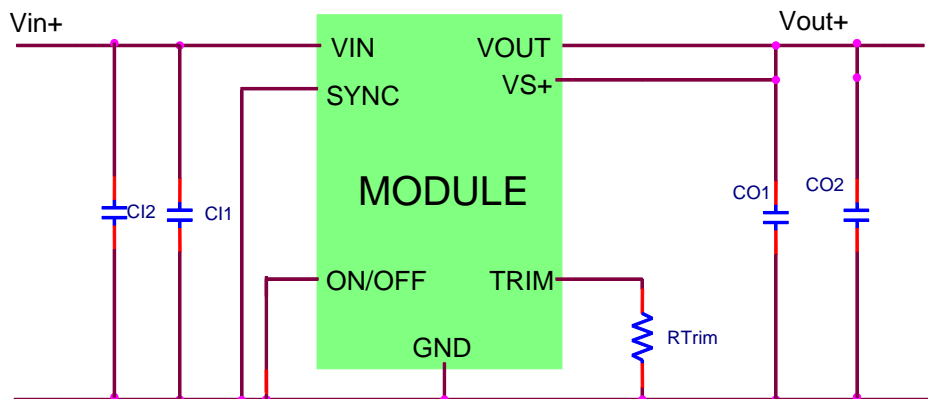 Vin+
Vout+
VIN
VOUT
VS+
SYNC
MODULE
CI2
CI1
CO1
CO2
ON/OFF
TRIM
RTrim
GND